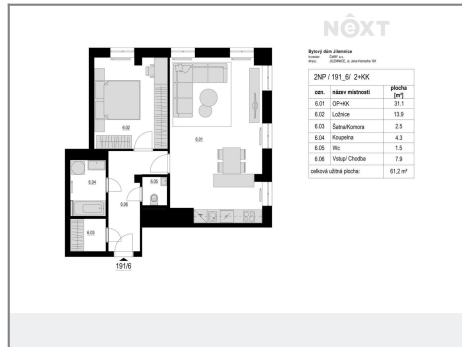 NEXT
Bytový dům Jilemnice
2NP / 191_6/ 2+KK
ozn. název místnosti plocha [m²]
6.01 OP+KK 31.1
6.02 Ložnice 13.9
6.03 Šatna/Komora 2.5
6.04 Koupelna 4.3
6.05 Wc 1.5
6.06 Vstup/ Chodba 7.9
celková užitná plocha: 61,2 m²
6.02
6.01
6.04
6.05
6.06
6.03
191/6